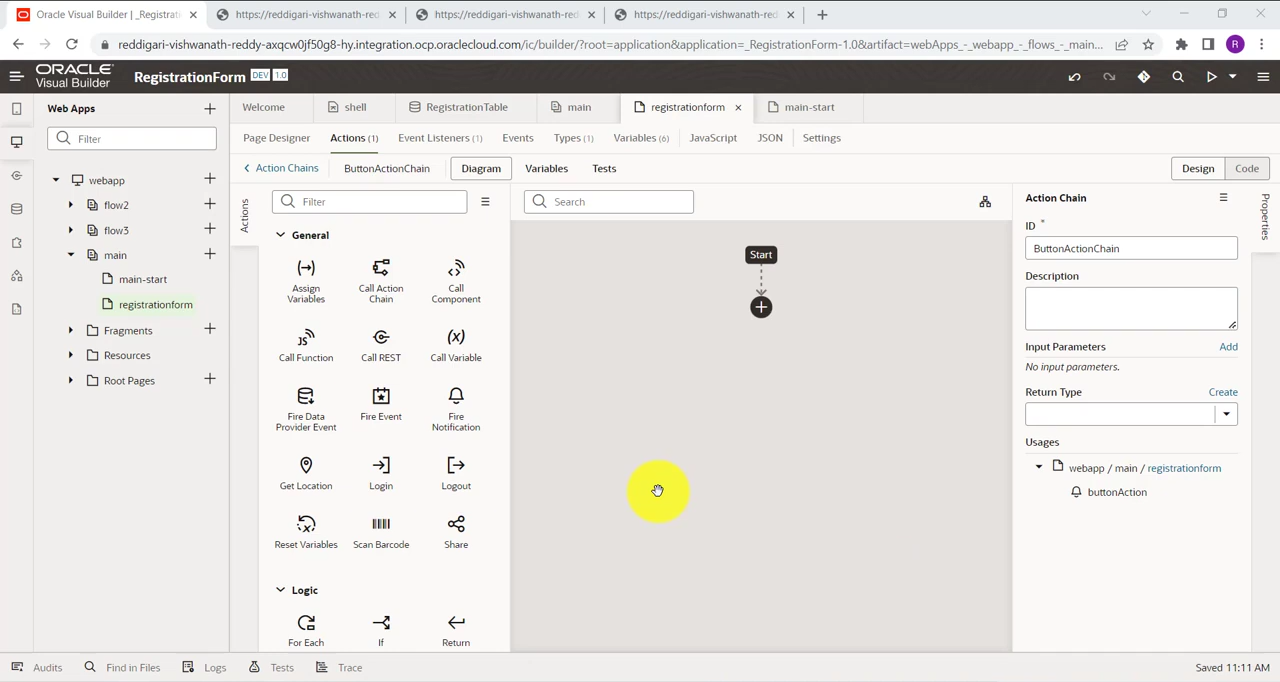 Oracle Visual Builder | _Registrati
https://reddigari-vishwanath-red
https://reddigari-vishwanath-red
https://reddigari-vishwanath-red
reddigari-vishwanath-reddy-axqcw0jf50g8-hy.integration.ocp.oraclecloud.com/ic/builder/?root=application&application=_RegistrationForm-1.0&artifact=webApps_-_webapp_-_flows_-_main...
R
ORACLE
Visual Builder
RegistrationForm DEV 1.0
Web Apps
Welcome
shell
RegistrationTable
main
registrationform
main-start
Filter
Page Designer
Actions (1)
Event Listeners (1)
Events
Types (1)
Variables (6)
JavaScript
JSON
Settings
Action Chains
ButtonActionChain
Diagram
Variables
Tests
Design
Code
webapp
flow2
flow3
main
main-start
registrationform
Fragments
Resources
Root Pages
Actions
Filter
General
Assign Variables
Call Action Chain
Call Component
Call Function
Call REST
Call Variable
Fire Data Provider Event
Fire Event
Fire Notification
Get Location
Login
Logout
Reset Variables
Scan Barcode
Share
Logic
For Each
If
Return
Search
Start
Action Chain
Properties
ID *
ButtonActionChain
Description
Input Parameters Add
No input parameters.
Return Type Create
Usages
webapp / main / registrationform
buttonAction
Audits
Find in Files
Logs
Tests
Trace
Saved 11:11 AM